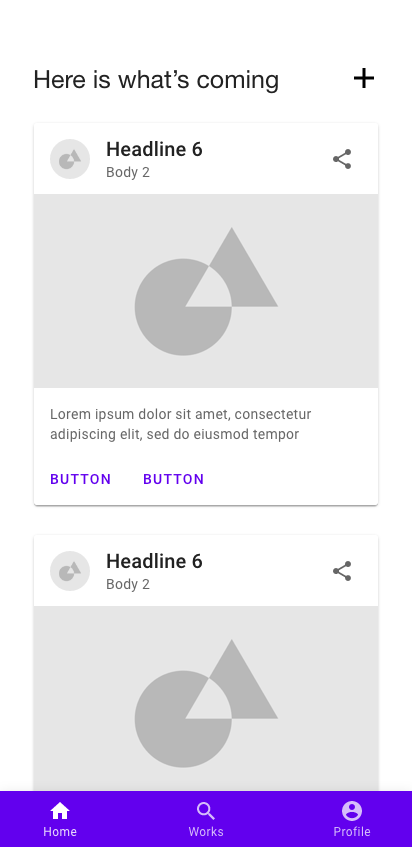 Here is what’s coming
Headline 6
Body 2
Lorem ipsum dolor sit amet, consectetur
adipiscing elit, sed do eiusmod tempor
BUTTON BUTTON
Headline 6
Body 2
Home Works Profile